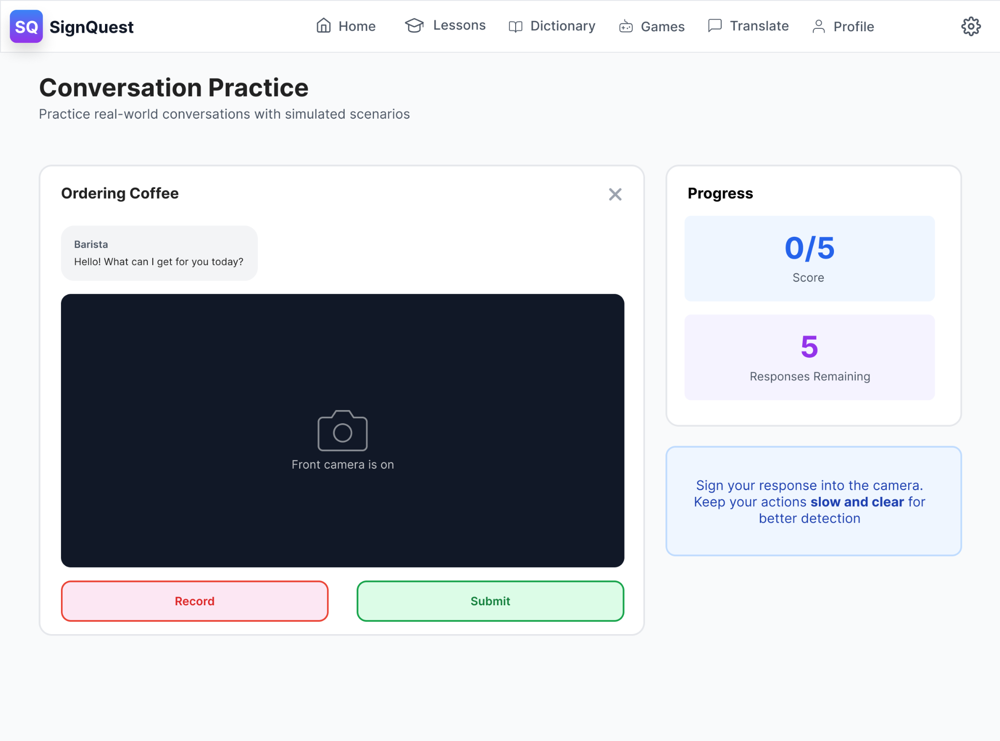 SQ SignQuest
Home
Lessons
Dictionary
Games
Translate
Profile
Conversation Practice
Practice real-world conversations with simulated scenarios
Ordering Coffee
Barista
Hello! What can I get for you today?
Front camera is on
Record
Submit
Progress
0/5
Score
5
Responses Remaining
Sign your response into the camera.
Keep your actions slow and clear for
better detection